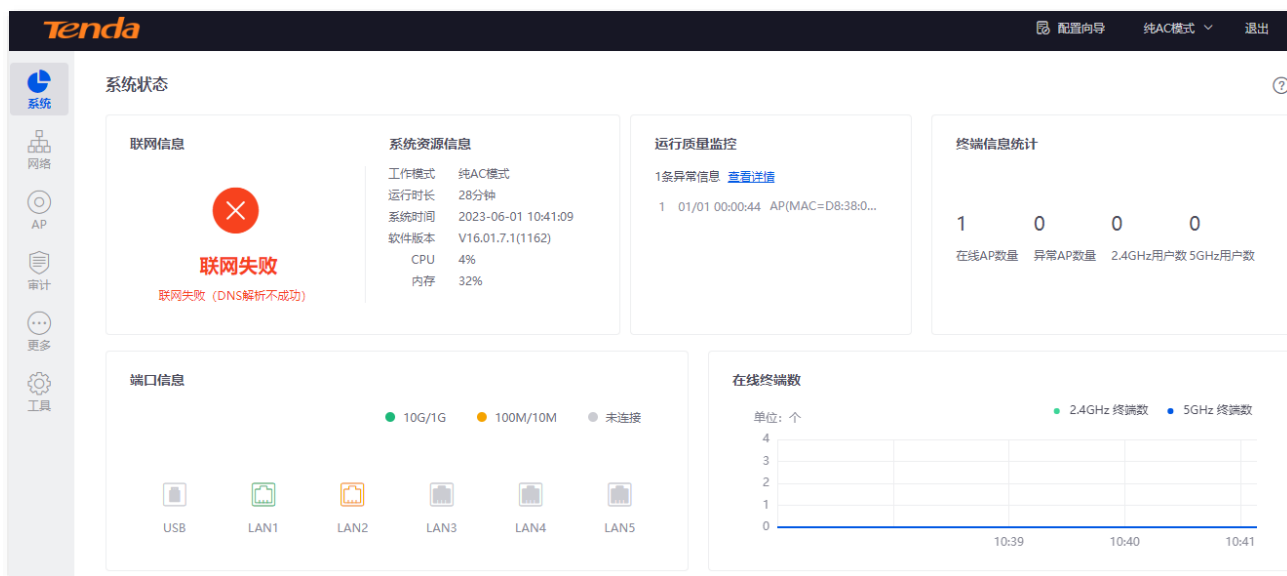 Tenda
配置向导
纯AC模式
退出
系统
网络
AP
审计
更多
工具
系统状态
联网信息
联网失败
联网失败（DNS解析不成功）
系统资源信息
工作模式 纯AC模式
运行时长 28分钟
系统时间 2023-06-01 10:41:09
软件版本 V16.01.7.1(1162)
CPU 4%
内存 32%
运行质量监控
1条异常信息 查看详情
1 01/01 00:00:44 AP(MAC=D8:38:0...
终端信息统计
1 0 0 0
在线AP数量 异常AP数量 2.4GHz用户数 5GHz用户数
端口信息
10G/1G 100M/10M 未连接
USB LAN1 LAN2 LAN3 LAN4 LAN5
在线终端数
单位：个
2.4GHz 终端数 5GHz 终端数
4
3
2
1
0
10:39 10:40 10:41